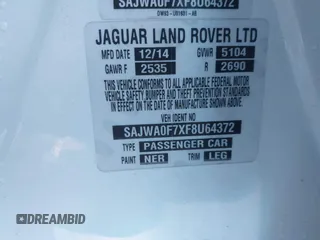 SAJWA0F7XF8U64372
JAGUAR LAND ROVER LTD
MFD DATE 12/14 GVWR 5104
GAWR F 2535 R 2690
THIS VEHICLE CONFORMS TO ALL APPLICABLE FEDERAL MOTOR
VEHICLE SAFETY BUMPER AND THEFT PREVENTION STANDARDS
IN EFFECT ON THE DATE OF MANUFACTURE SHOWN ABOVE
VEH IDENT NO
SAJWA0F7XF8U64372
TYPE PASSENGER CAR
PAINT NER TRIM LEG
DREAMBID